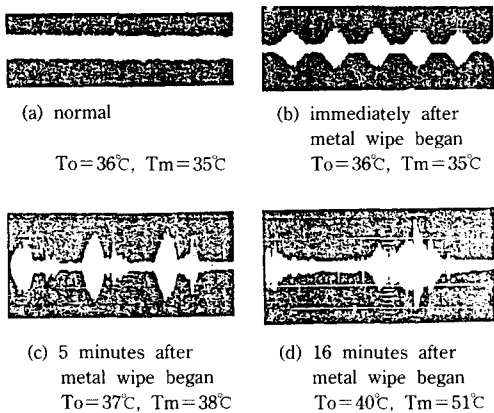 (a) normal
To=36℃, Tm=35℃
(b) immediately after
metal wipe began
To=36℃, Tm=35℃
(c) 5 minutes after
metal wipe began
To=37℃, Tm=38℃
(d) 16 minutes after
metal wipe began
To=40℃, Tm=51℃